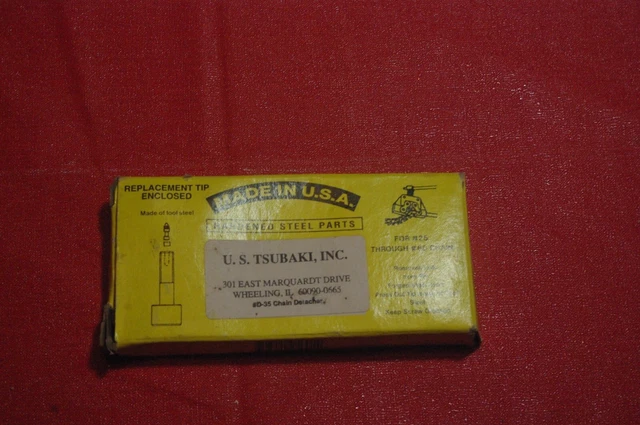 REPLACEMENT TIP
ENCLOSED
Made of tool steel
MADE IN U.S.A.
HARDENED STEEL PARTS
U. S. TSUBAKI, INC.
301 EAST MARQUARDT DRIVE
WHEELING, IL 60090-0665
#D-35 Chain Detacher
FOR #25
THROUGH #60 CHAIN